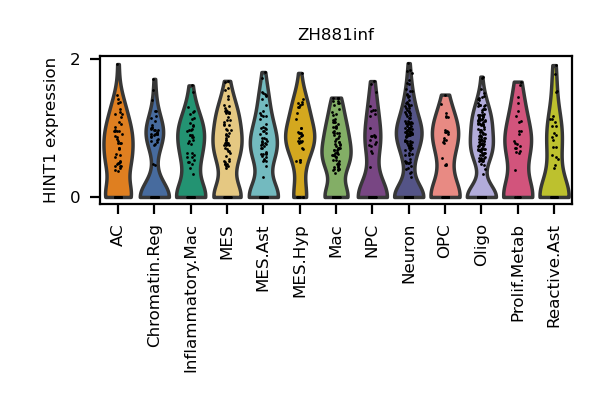 ZH881inf
HINT1 expression
2
0
AC
Chromatin.Reg
Inflammatory.Mac
MES
MES.Ast
MES.Hyp
Mac
NPC
Neuron
OPC
Oligo
Prolif.Metab
Reactive.Ast